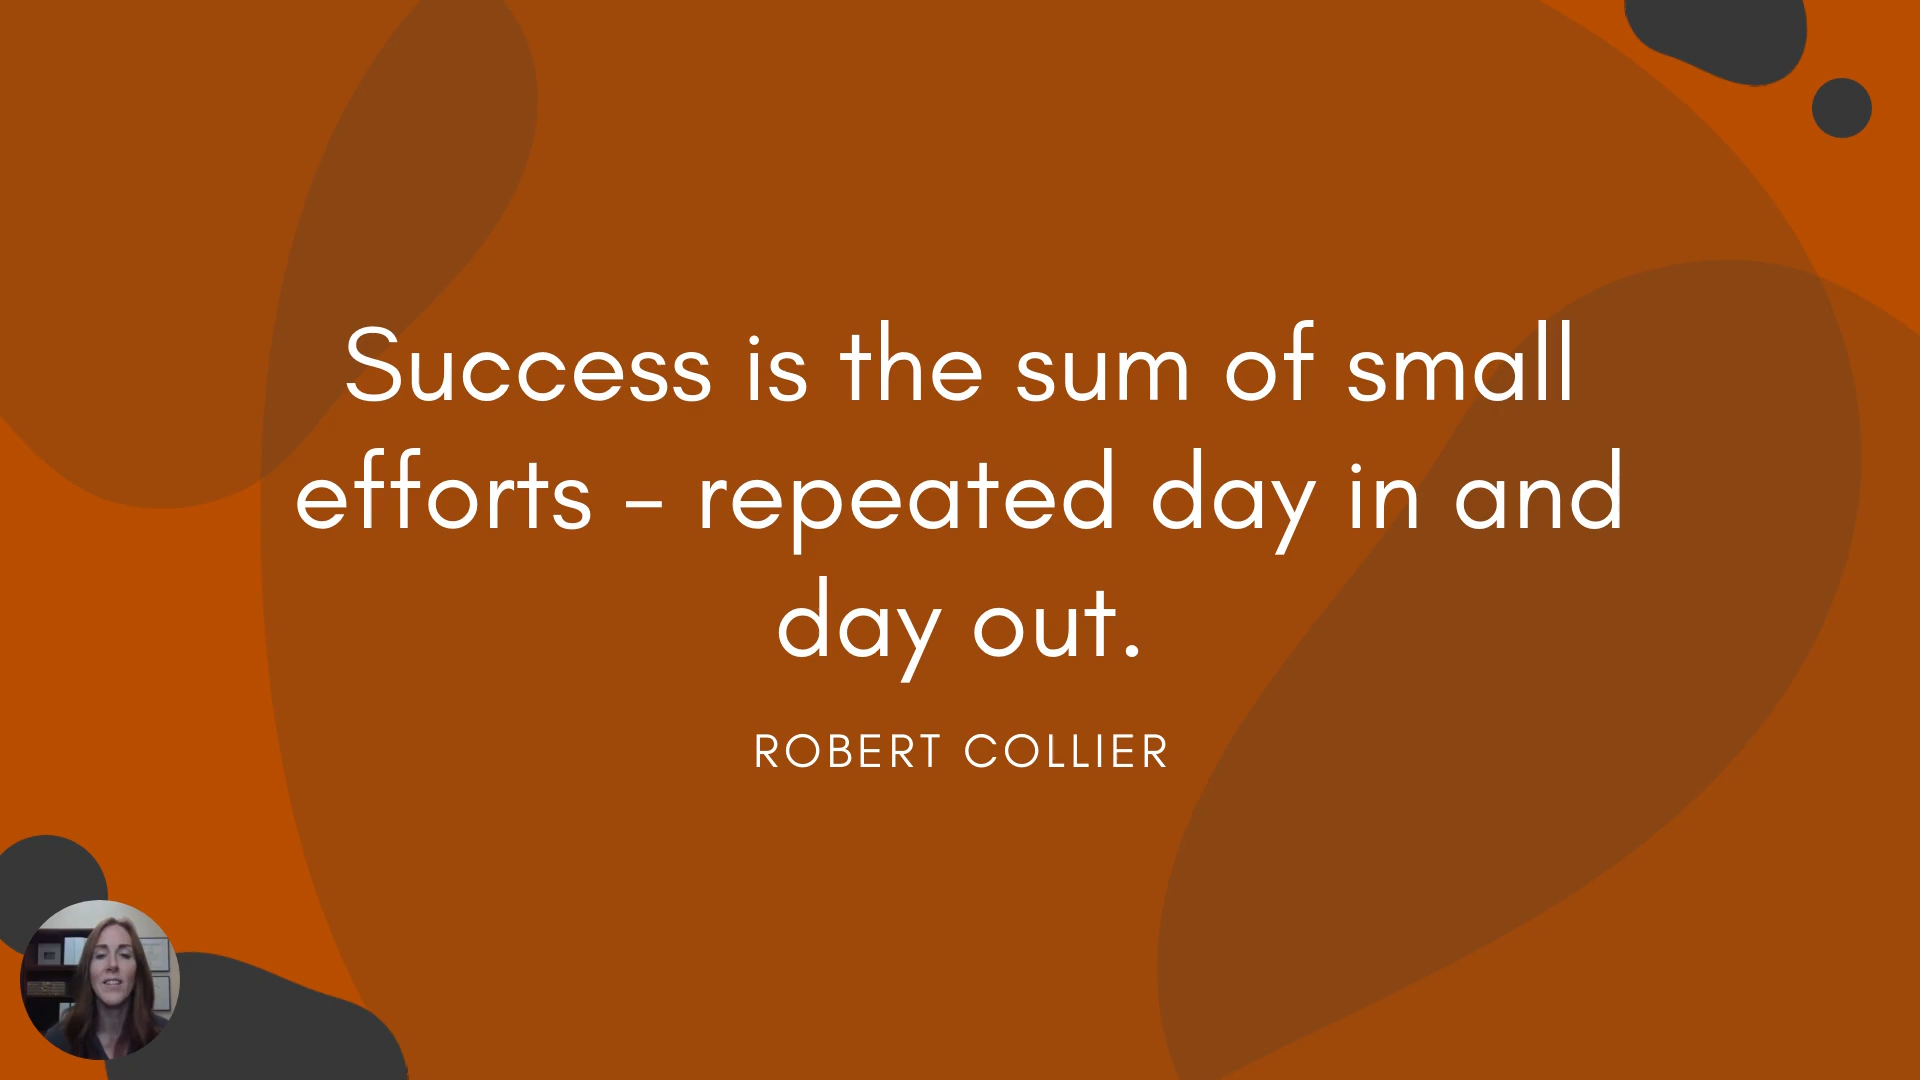 Success is the sum of small
efforts – repeated day in and
day out.
ROBERT COLLIER